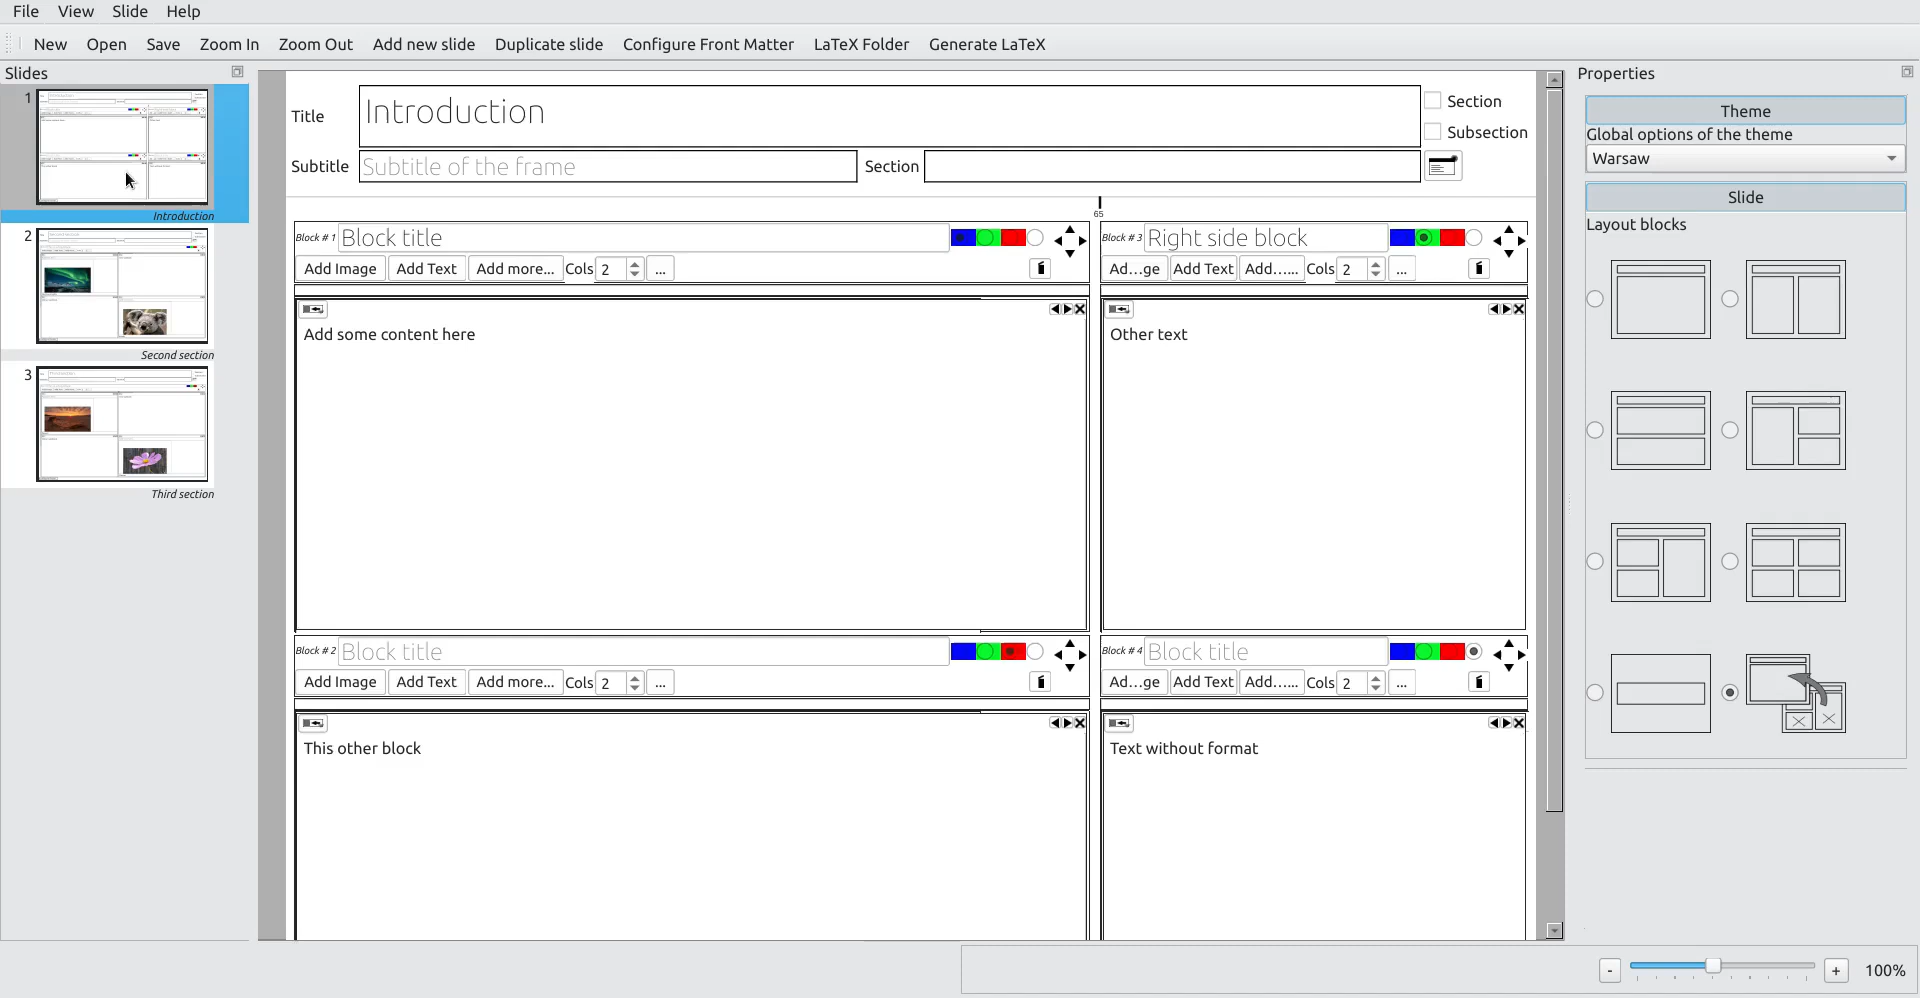 File View Slide Help
New Open Save Zoom In Zoom Out Add new slide Duplicate slide Configure Front Matter LaTeX Folder Generate LaTeX
Slides
1
Introduction
2
Second section
3
Third section
Title Introduction
Section
Subsection
Subtitle Subtitle of the frame Section
65
Block # 1 Block title
Add Image Add Text Add more... Cols 2 ...
Add some content here
Block # 3 Right side block
Ad...ge Add Text Add...... Cols 2 ...
Other text
Block # 2 Block title
Add Image Add Text Add more... Cols 2 ...
This other block
Block # 4 Block title
Ad...ge Add Text Add...... Cols 2 ...
Text without format
Properties
Theme
Global options of the theme
Warsaw
Slide
Layout blocks
- + 100%